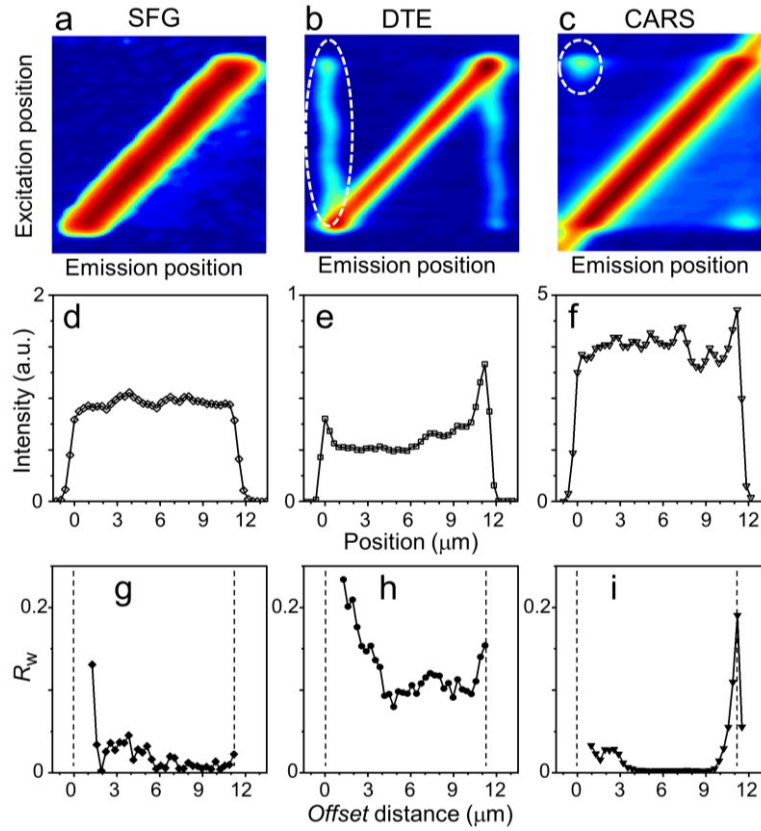 a SFG b DTE c CARS
Excitation position
Emission position Emission position Emission position
Intensity (a.u.)
2 1 5
d e f
0 0 0
0 3 6 9 12 0 3 6 9 12 0 3 6 9 12
Position (μm)
R_w
g h i
0.2 0.2 0.2
0 0 0
0 3 6 9 12 0 3 6 9 12 0 3 6 9 12
Offset distance (μm)